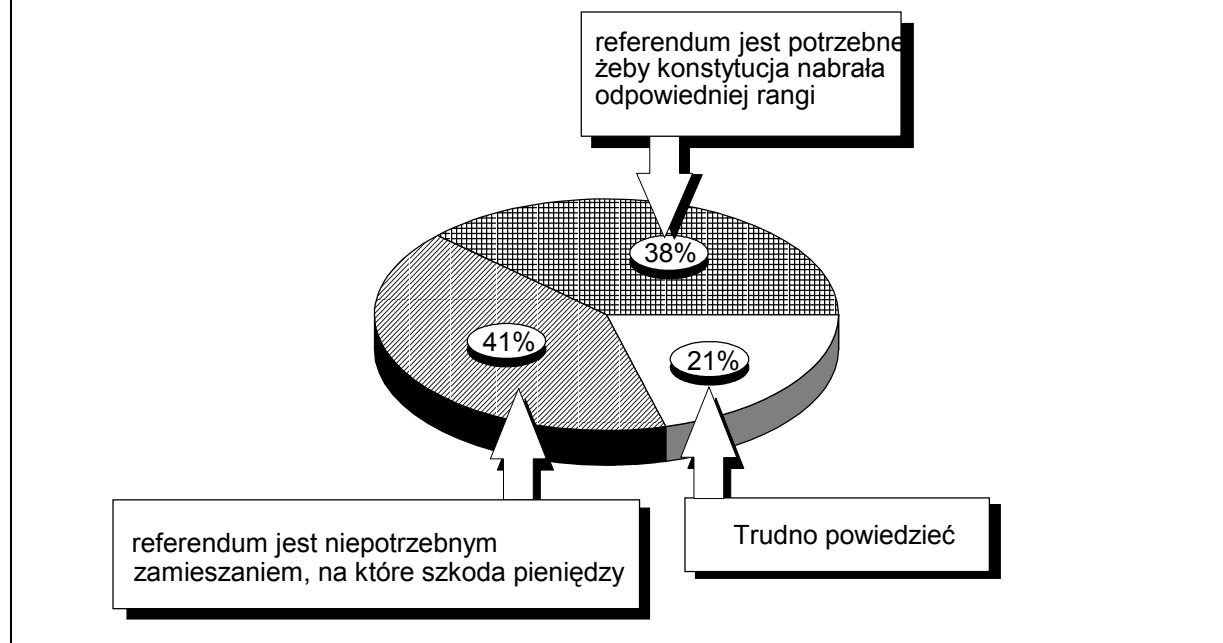 referendum jest potrzebne
żeby konstytucja nabrała
odpowiedniej rangi
38%
41%
21%
referendum jest niepotrzebnym
zamieszaniem, na które szkoda pieniędzy
Trudno powiedzieć